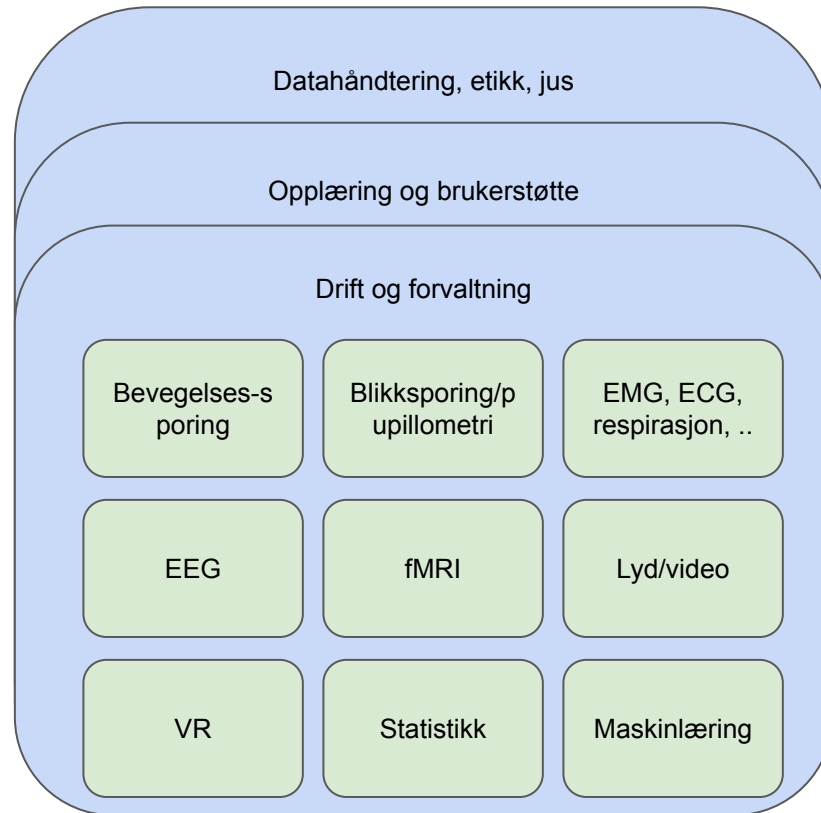 Datahåndtering, etikk, jus
Opplæring og brukerstøtte
Drift og forvaltning
Bevegelses-s
poring
Blikksporing/p
upillometri
EMG, ECG,
respirasjon, ..
EEG
fMRI
Lyd/video
VR
Statistikk
Maskinlæring